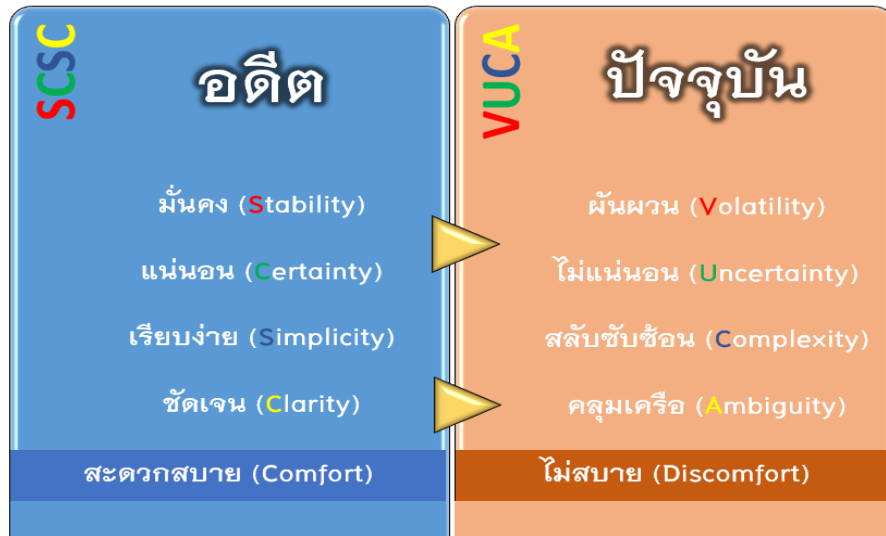 SCSC
อดีต
มั่นคง (Stability)
แน่นอน (Certainty)
เรียบง่าย (Simplicity)
ชัดเจน (Clarity)
สะดวกสบาย (Comfort)
VUCA
ปัจจุบัน
ผันผวน (Volatility)
ไม่แน่นอน (Uncertainty)
สลับซับซ้อน (Complexity)
คลุมเครือ (Ambiguity)
ไม่สบาย (Discomfort)